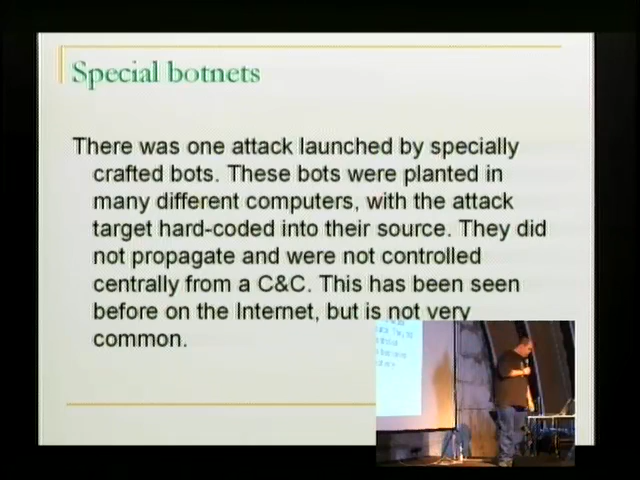 Special botnets
There was one attack launched by specially
crafted bots. These bots were planted in
many different computers, with the attack
target hard-coded into their source. They did
not propagate and were not controlled
centrally from a C&C. This has been seen
before on the Internet, but is not very
common.